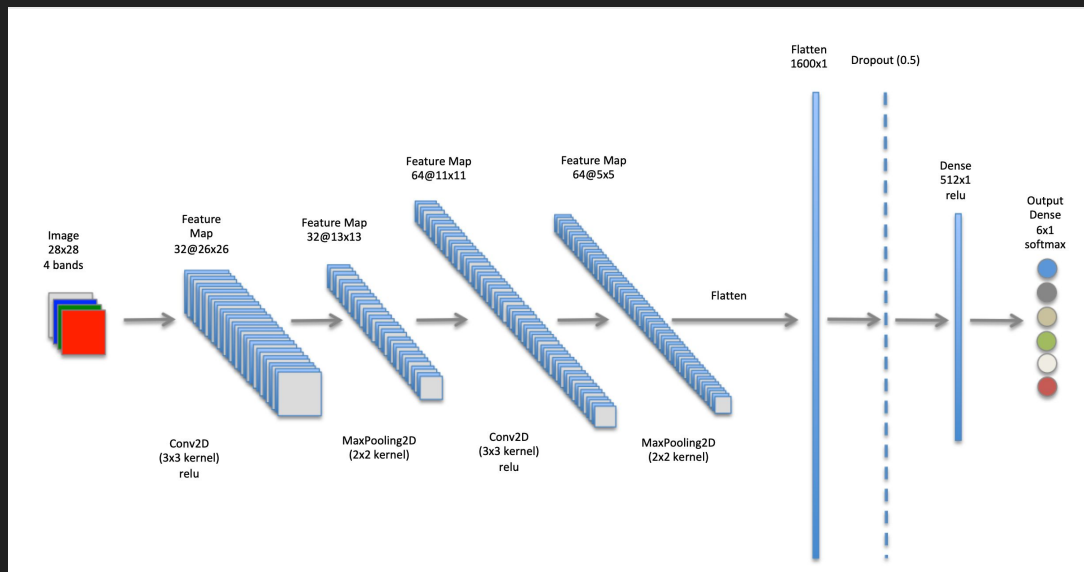 Image
28x28
4 bands
Feature
Map
32@26x26
Conv2D
(3x3 kernel)
relu
Feature Map
32@13x13
MaxPooling2D
(2x2 kernel)
Feature Map
64@11x11
Conv2D
(3x3 kernel)
relu
Feature Map
64@5x5
MaxPooling2D
(2x2 kernel)
Flatten
Flatten
1600x1
Dropout (0.5)
Dense
512x1
relu
Output
Dense
6x1
softmax